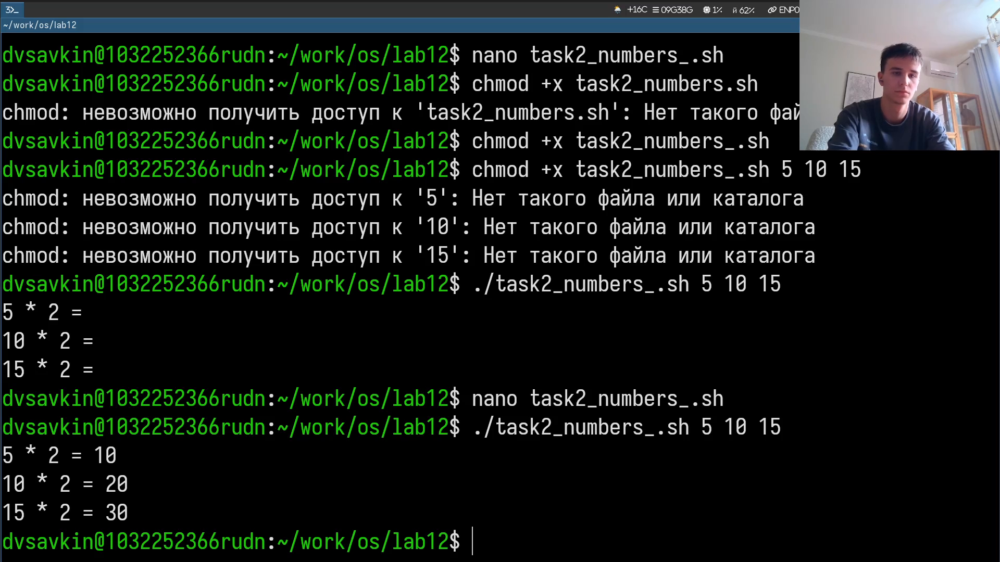 3>_
+16C 09G38G 1% й 62% ENP0
~/work/os/lab12
dvsavkin@1032252366rudn:~/work/os/lab12$ nano task2_numbers_.sh
dvsavkin@1032252366rudn:~/work/os/lab12$ chmod +x task2_numbers.sh
chmod: невозможно получить доступ к 'task2_numbers.sh': Нет такого фай
dvsavkin@1032252366rudn:~/work/os/lab12$ chmod +x task2_numbers_.sh
dvsavkin@1032252366rudn:~/work/os/lab12$ chmod +x task2_numbers_.sh 5 10 15
chmod: невозможно получить доступ к '5': Нет такого файла или каталога
chmod: невозможно получить доступ к '10': Нет такого файла или каталога
chmod: невозможно получить доступ к '15': Нет такого файла или каталога
dvsavkin@1032252366rudn:~/work/os/lab12$ ./task2_numbers_.sh 5 10 15
5 * 2 =
10 * 2 =
15 * 2 =
dvsavkin@1032252366rudn:~/work/os/lab12$ nano task2_numbers_.sh
dvsavkin@1032252366rudn:~/work/os/lab12$ ./task2_numbers_.sh 5 10 15
5 * 2 = 10
10 * 2 = 20
15 * 2 = 30
dvsavkin@1032252366rudn:~/work/os/lab12$